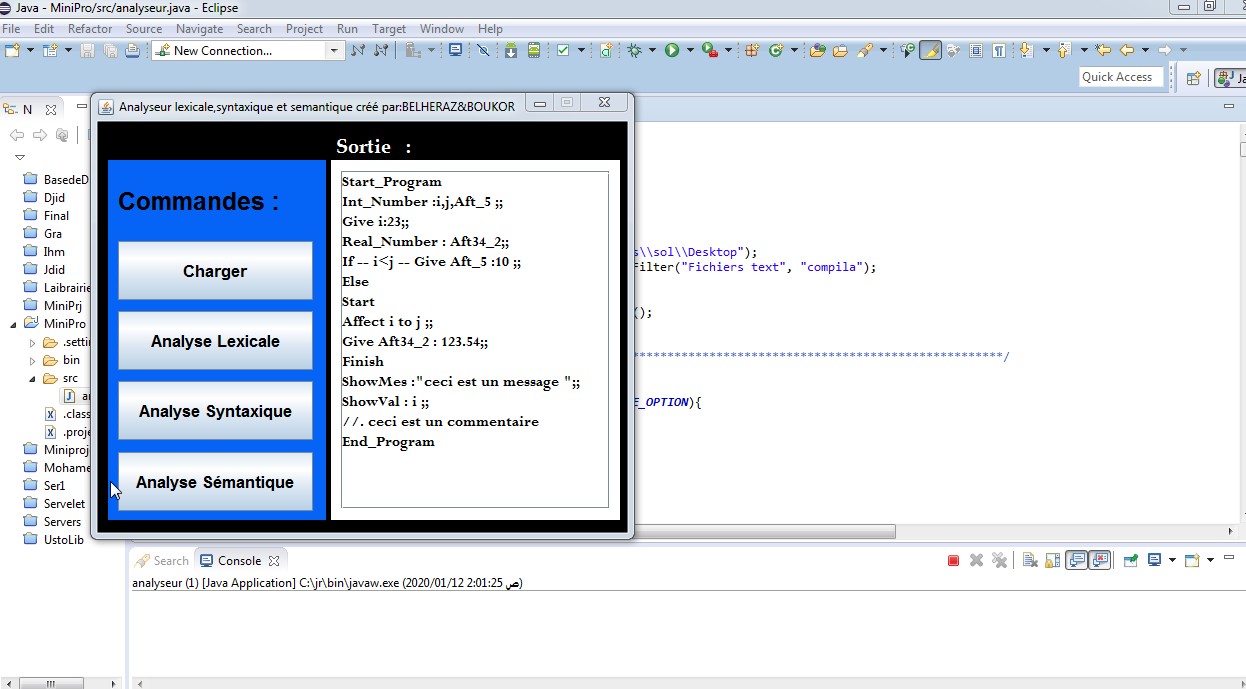 Java - MiniPro/src/analyseur.java - Eclipse
File Edit Refactor Source Navigate Search Project Run Target Window Help
New Connection...
Quick Access
N
Analyseur lexicale,syntaxique et semantique créé par:BELHERAZ&BOUKOR
Sortie :
Commandes :
Charger
Analyse Lexicale
Analyse Syntaxique
Analyse Sémantique
Start_Program
Int_Number :i,j,Aft_5 ;;
Give i:23;;
Real_Number : Aft34_2;;
If -- i<j -- Give Aft_5 :10 ;;
Else
Start
Affect i to j ;;
Give Aft34_2 : 123.54;;
Finish
ShowMes :"ceci est un message ";;
ShowVal : i ;;
//. ceci est un commentaire
End_Program
BasedeD
Djid
Final
Gra
Ihm
Jdid
Laibrairie
MiniPrj
MiniPro
.setti
bin
src
.class
.proje
Miniproj
Mohame
Ser1
Servelet
Servers
UstoLib
s\\sol\\Desktop");
ilter("Fichiers text", "compila");
();
*****************************************************/
E_OPTION){
Search Console
analyseur (1) [Java Application] C:\jr\bin\javaw.exe (2020/01/12 2:01:25 ص)